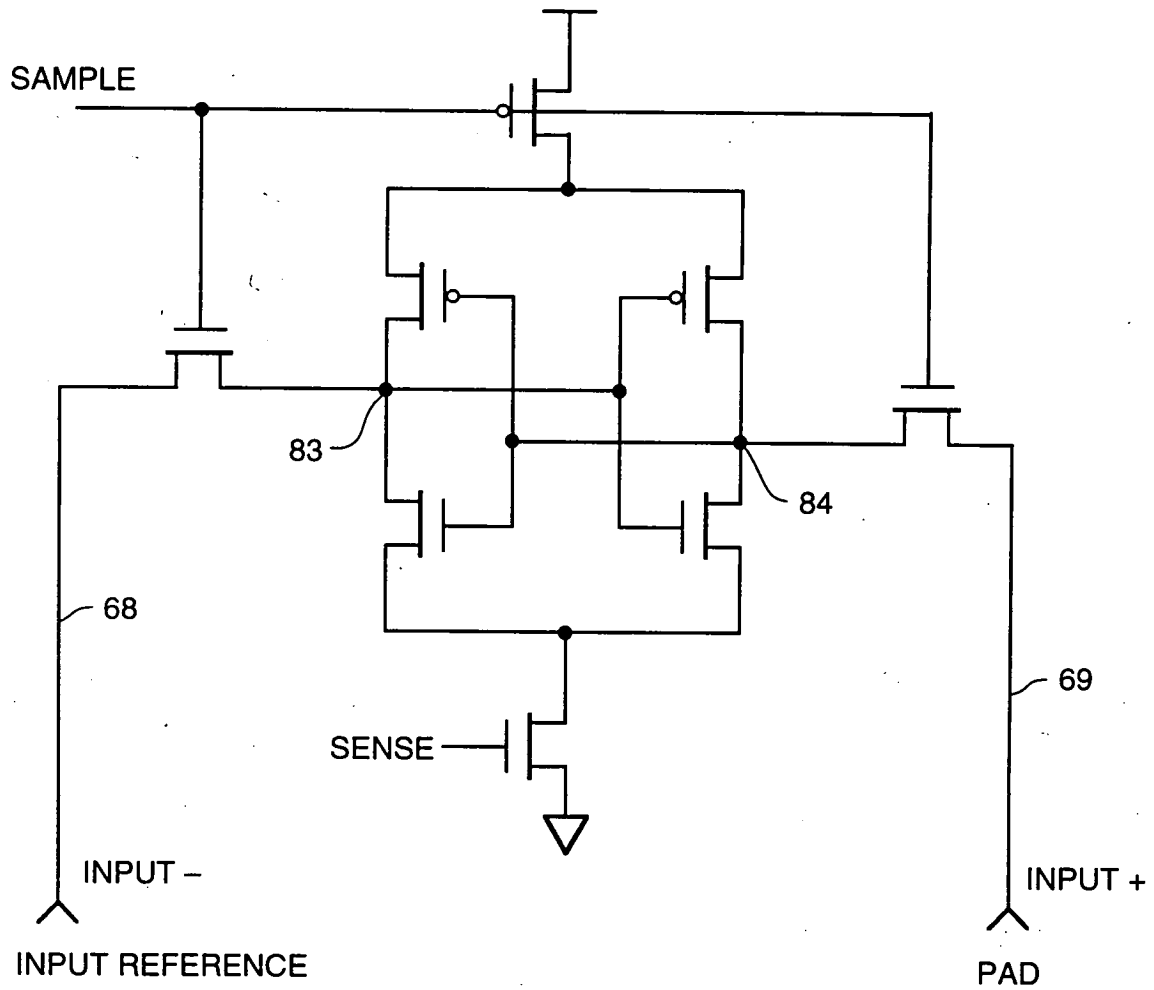 SAMPLE
83
84
68
69
SENSE
INPUT –
INPUT +
INPUT REFERENCE
PAD